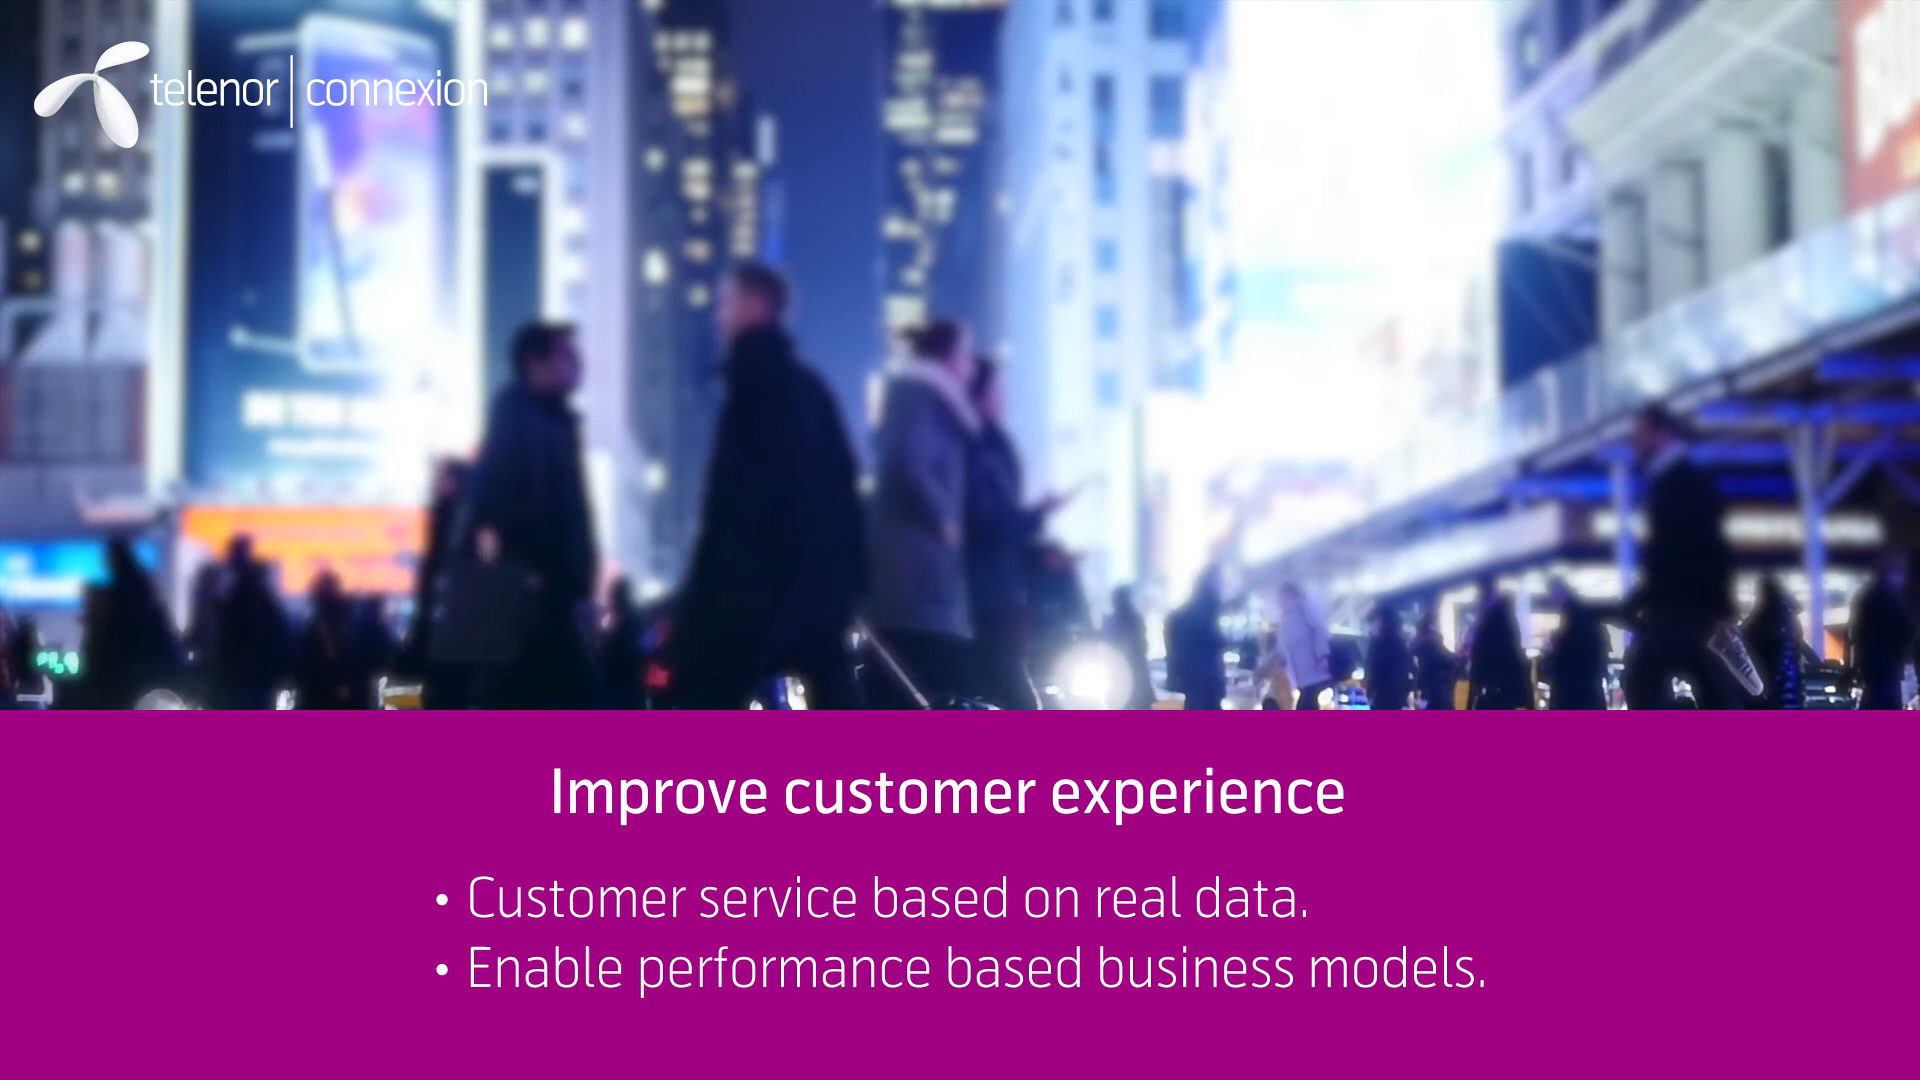 telenor | connexion
Improve customer experience
• Customer service based on real data.
• Enable performance based business models.